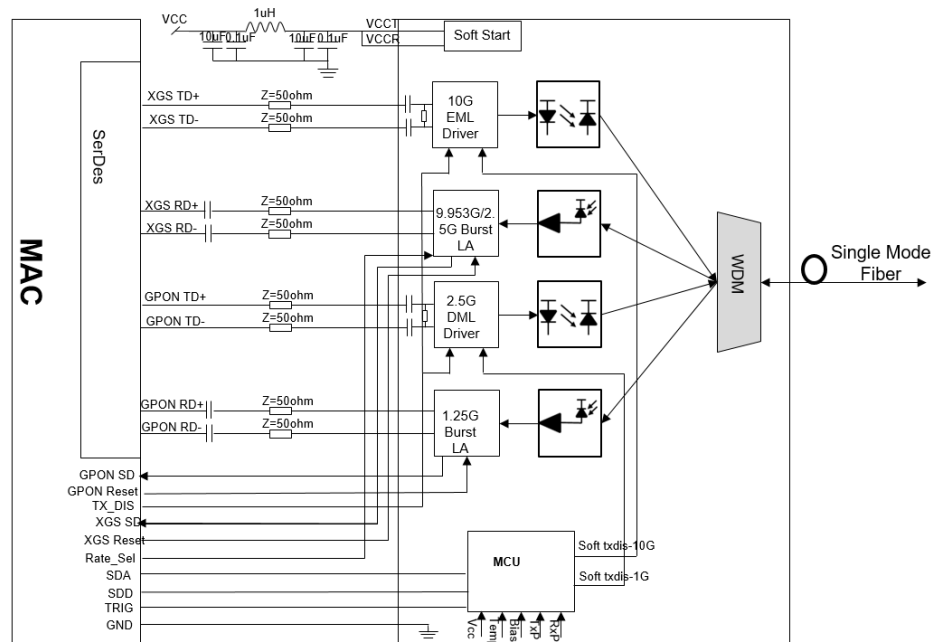 VCC
1uH
VCCT
VCCR
Soft Start
10uF 0.1uF
10uF 0.1uF
MAC
SerDes
XGS TD+
Z=50ohm
XGS TD-
10G
EML
Driver
XGS RD+
Z=50ohm
XGS RD-
9.953G/2.
5G Burst
LA
GPON TD+
Z=50ohm
GPON TD-
Z=50ohm
2.5G
DML
Driver
GPON RD+
Z=50ohm
GPON RD-
Z=50ohm
1.25G
Burst
LA
WDM
Single Mode
Fiber
GPON SD
GPON Reset
TX_DIS
XGS SD
XGS Reset
Rate_Sel
SDA
SDD
TRIG
GND
MCU
Soft txdis-10G
Soft txdis-1G
Vcc
Temp
Bias
TxP
RxP